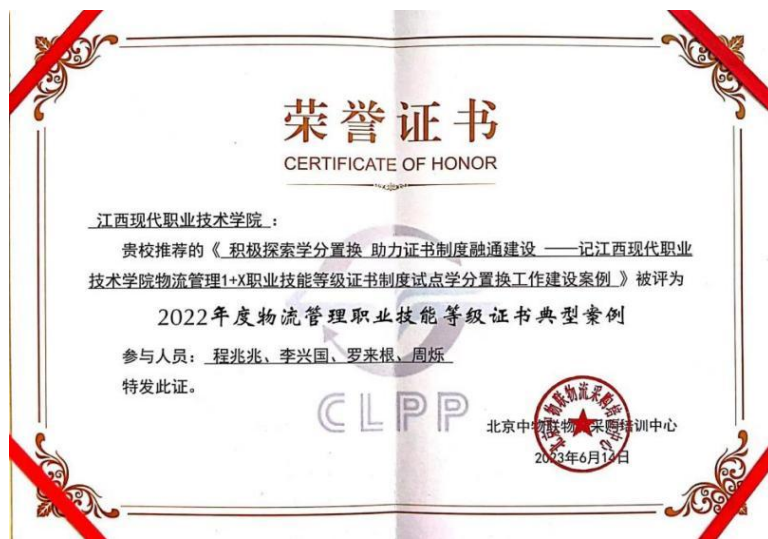 荣誉证书
CERTIFICATE OF HONOR
江西现代职业技术学院 :
贵校推荐的《 积极探索学分置换 助力证书制度融通建设 ——记江西现代职业
技术学院物流管理1+X职业技能等级证书制度试点学分置换工作建设案例 》被评为
2022年度物流管理职业技能等级证书典型案例
参与人员： 程兆兆、李兴国、罗来根、周烁
特发此证。
CLPP
北京中物联物流采购培训中心
2023年6月14日